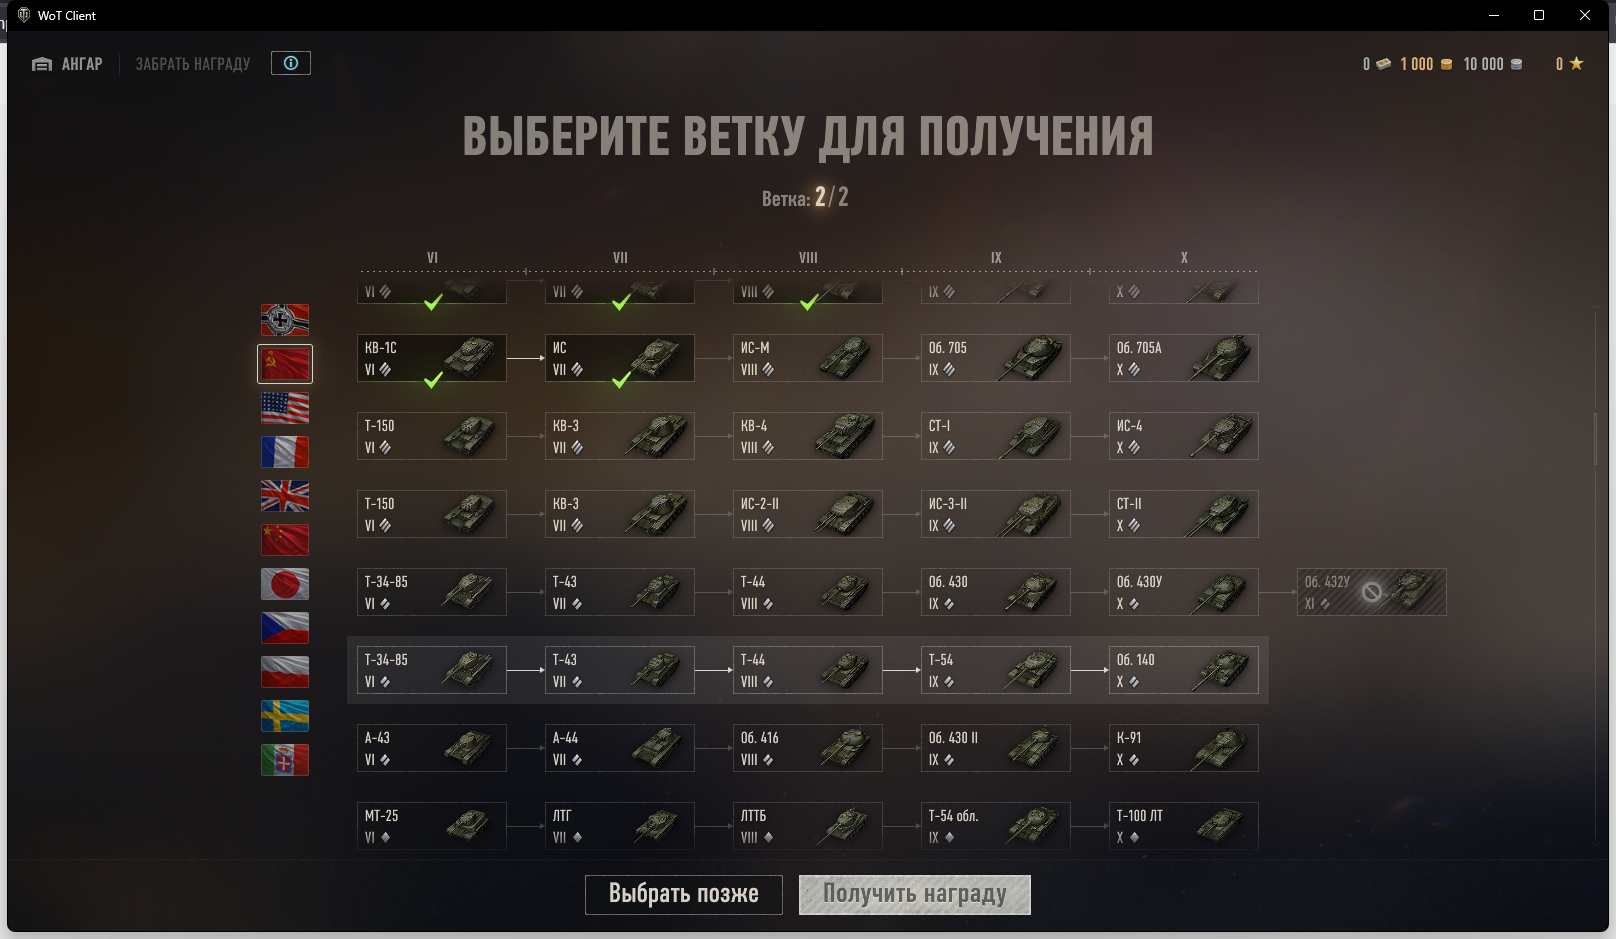 WoT Client
АНГАР
ЗАБРАТЬ НАГРАДУ
0
1 000
10 000
0
ВЫБЕРИТЕ ВЕТКУ ДЛЯ ПОЛУЧЕНИЯ
Ветка: 2/2
VI VII VIII IX X
VI VII VIII IX X
КВ-1С ИС ИС-М Об. 705 Об. 705А
VI VII VIII IX X
Т-150 КВ-3 КВ-4 СТ-I ИС-4
VI VII VIII IX X
Т-150 КВ-3 ИС-2-II ИС-3-II СТ-II
VI VII VIII IX X
Т-34-85 Т-43 Т-44 Об. 430 Об. 430У Об. 432У
VI VII VIII IX X XI
Т-34-85 Т-43 Т-44 Т-54 Об. 140
VI VII VIII IX X
А-43 А-44 Об. 416 Об. 430 II К-91
VI VII VIII IX X
МТ-25 ЛТГ ЛТТБ Т-54 обл. Т-100 ЛТ
VI VII VIII IX X
Выбрать позже
Получить награду